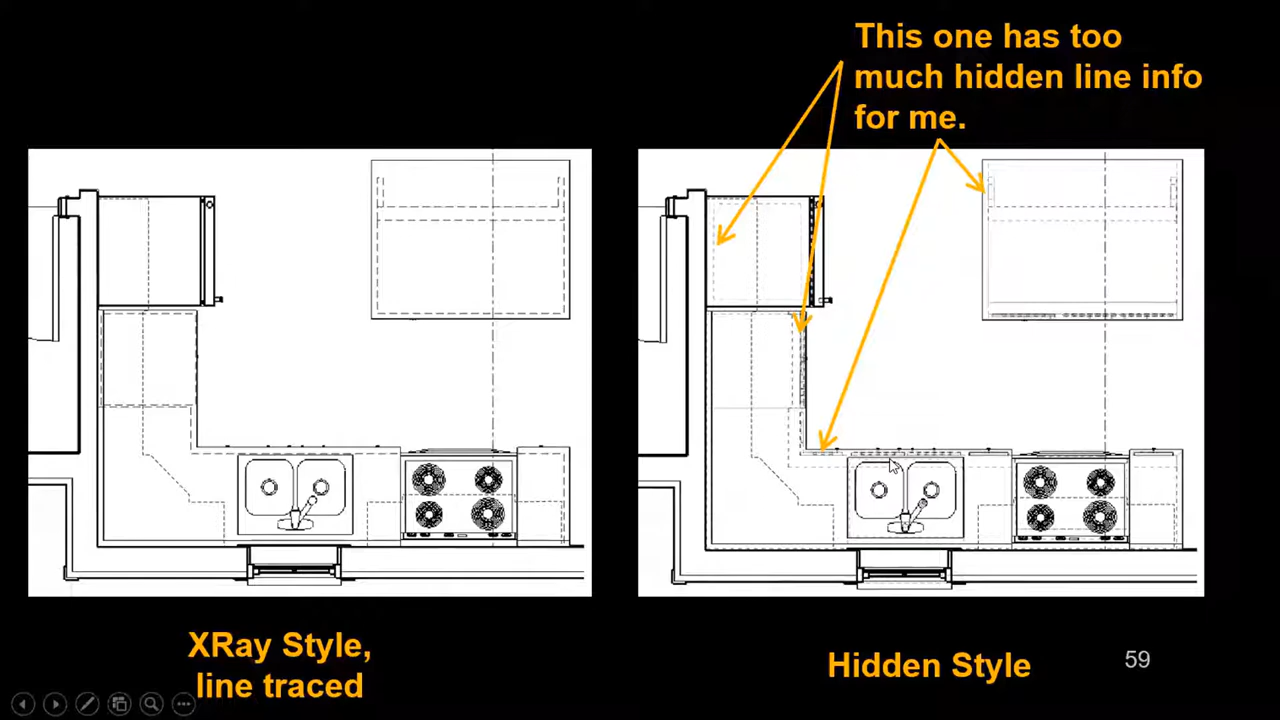 This one has too
much hidden line info
for me.
XRay Style,
line traced
Hidden Style
59